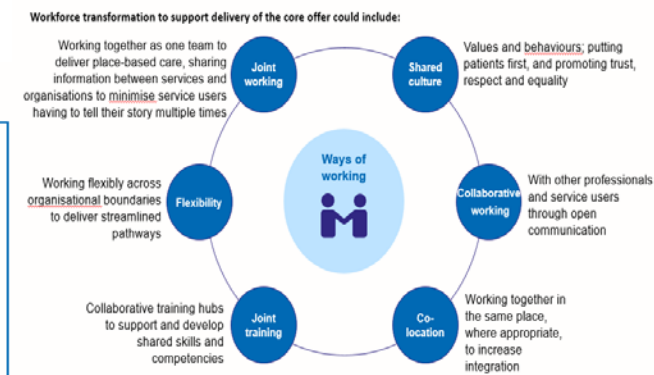 Workforce transformation to support delivery of the core offer could include:
Working together as one team to
deliver place-based care, sharing
information between services and
organisations to minimise service users
having to tell their story multiple times
Joint
working
Shared
culture
Values and behaviours; putting
patients first, and promoting trust,
respect and equality
Ways of
working
Working flexibly across
organisational boundaries
to deliver streamlined
pathways
Flexibility
Collaborative
working
With other professionals
and service users
through open
communication
Collaborative training hubs
to support and develop
shared skills and
competencies
Joint
training
Co-
location
Working together in
the same place,
where appropriate,
to increase
integration